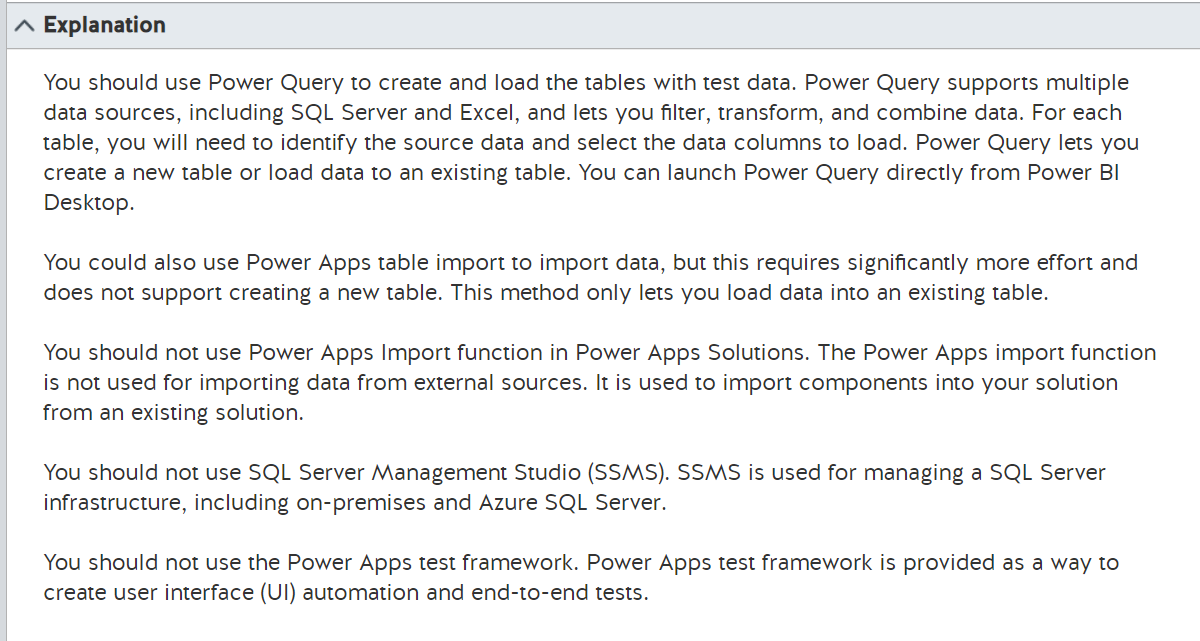 Explanation
You should use Power Query to create and load the tables with test data. Power Query supports multiple
data sources, including SQL Server and Excel, and lets you filter, transform, and combine data. For each
table, you will need to identify the source data and select the data columns to load. Power Query lets you
create a new table or load data to an existing table. You can launch Power Query directly from Power BI
Desktop.
You could also use Power Apps table import to import data, but this requires significantly more effort and
does not support creating a new table. This method only lets you load data into an existing table.
You should not use Power Apps Import function in Power Apps Solutions. The Power Apps import function
is not used for importing data from external sources. It is used to import components into your solution
from an existing solution.
You should not use SQL Server Management Studio (SSMS). SSMS is used for managing a SQL Server
infrastructure, including on-premises and Azure SQL Server.
You should not use the Power Apps test framework. Power Apps test framework is provided as a way to
create user interface (UI) automation and end-to-end tests.